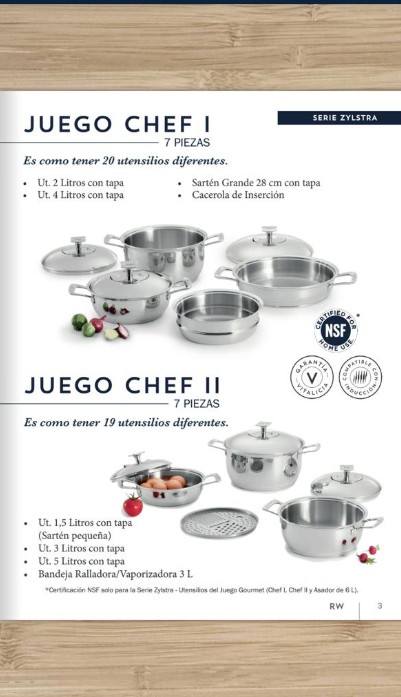 JUEGO CHEF I
SERIE ZYLSTRA
7 PIEZAS
Es como tener 20 utensilios diferentes.
• Ut. 2 Litros con tapa
• Ut. 4 Litros con tapa
• Sartén Grande 28 cm con tapa
• Cacerola de Inserción
CERTIFIED FOR
NSF
HOME USE
*
GARANTÍA
V
VITALICIA
COMPATIBLE CON
INDUCCIÓN
JUEGO CHEF II
7 PIEZAS
Es como tener 19 utensilios diferentes.
• Ut. 1,5 Litros con tapa
(Sartén pequeña)
• Ut. 3 Litros con tapa
• Ut. 5 Litros con tapa
• Bandeja Ralladora/Vaporizadora 3 L
*Certificación NSF solo para la Serie Zylstra - Utensilios del Juego Gourmet (Chef I, Chef II y Asador de 6 L).
RW
3